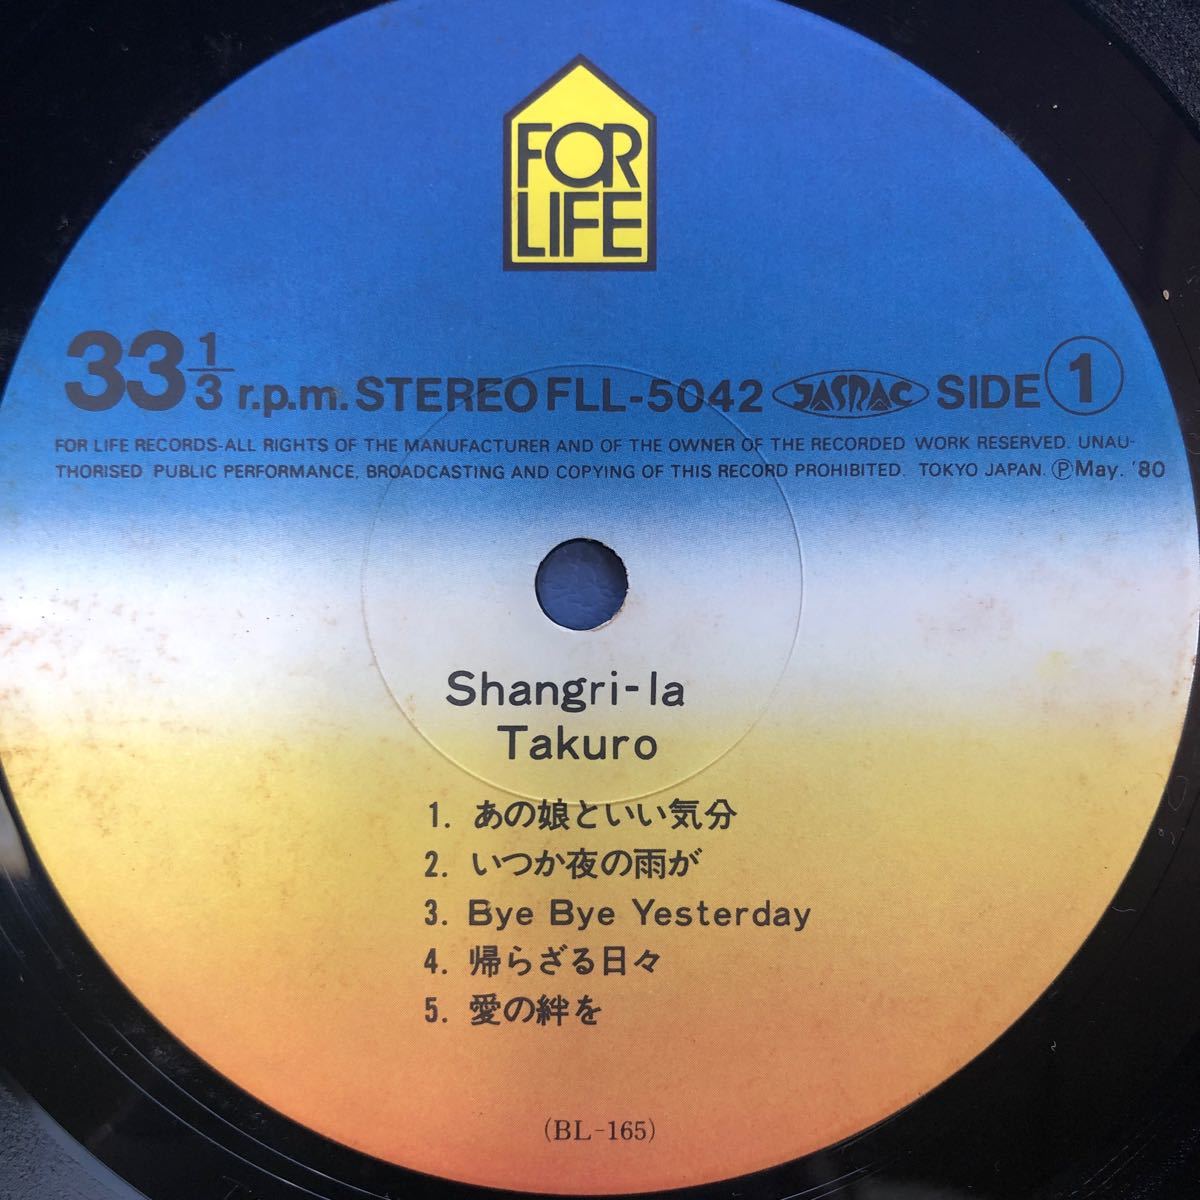 FOR
LIFE
33 1/3 r.p.m. STEREO FLL-5042 JASRAC SIDE 1
FOR LIFE RECORDS-ALL RIGHTS OF THE MANUFACTURER AND OF THE OWNER OF THE RECORDED WORK RESERVED. UNAU-
THORISED PUBLIC PERFORMANCE, BROADCASTING AND COPYING OF THIS RECORD PROHIBITED. TOKYO JAPAN. ℗May. '80
Shangri-la
Takuro
1. あの娘といい気分
2. いつか夜の雨が
3. Bye Bye Yesterday
4. 帰らざる日々
5. 愛の絆を
(BL-165)